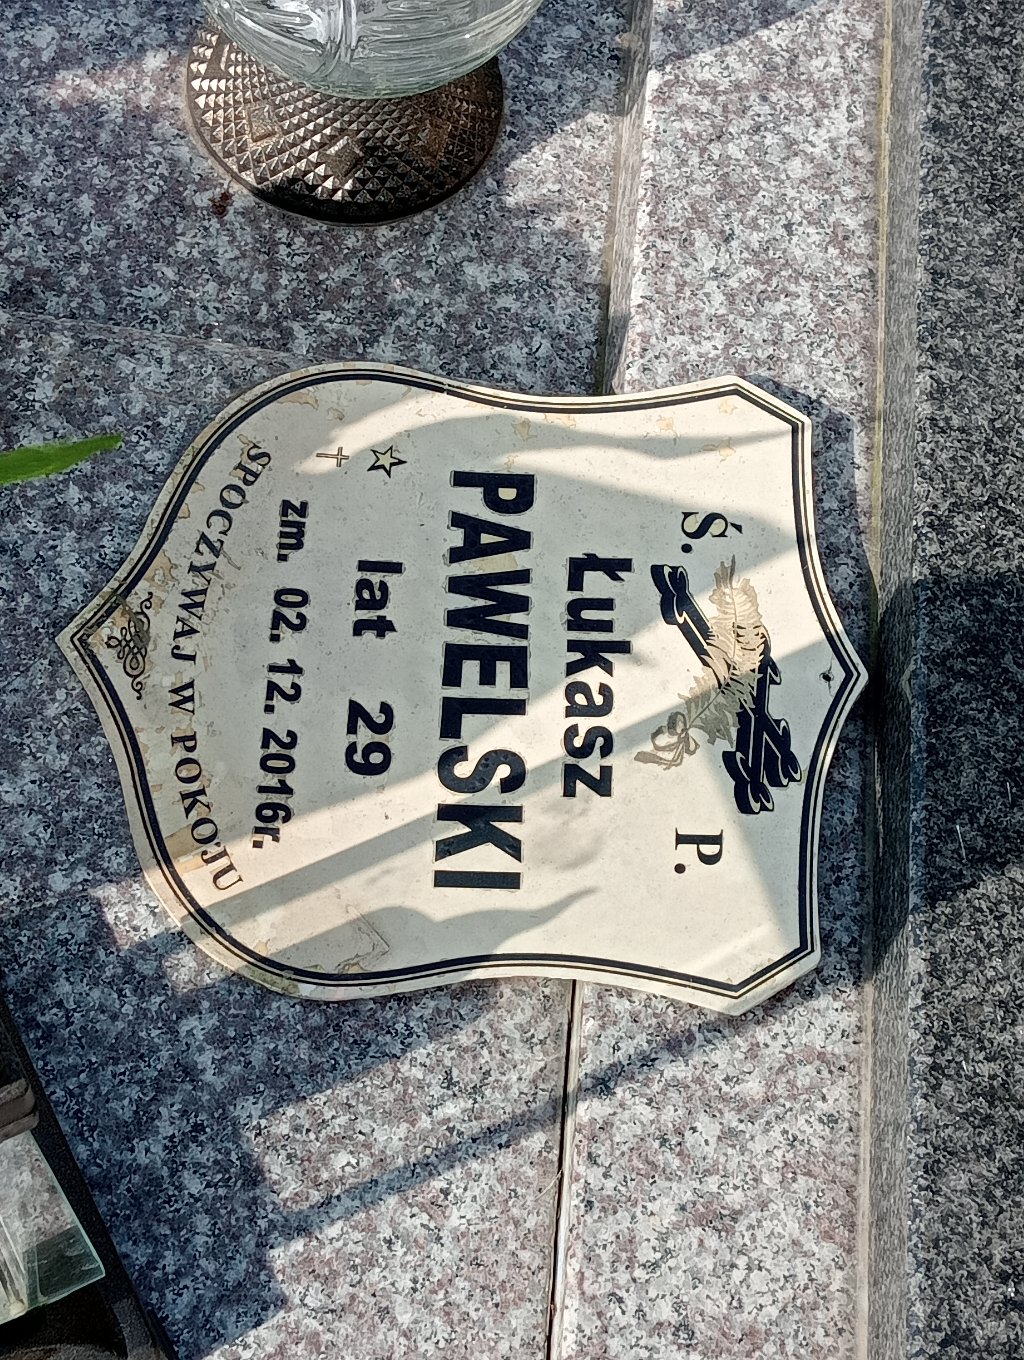 Ś. P.
Łukasz
PAWELSKI
lat 29
zm. 02. 12. 2016r.
SPOCZYWAJ W POKOJU